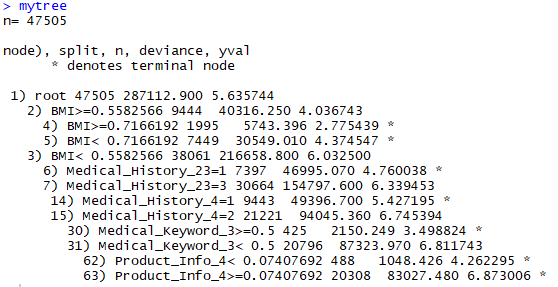 > mytree
n= 47505
node), split, n, deviance, yval
* denotes terminal node
1) root 47505 287112.900 5.635744
2) BMI>=0.5582566 9444 40316.250 4.036743
4) BMI>=0.7166192 1995 5743.396 2.775439 *
5) BMI< 0.7166192 7449 30549.010 4.374547 *
3) BMI< 0.5582566 38061 216658.800 6.032500
6) Medical_History_23=1 7397 46995.070 4.760038 *
7) Medical_History_23=3 30664 154797.600 6.339453
14) Medical_History_4=1 9443 49396.700 5.427195 *
15) Medical_History_4=2 21221 94045.360 6.745394
30) Medical_Keyword_3>=0.5 425 2150.249 3.498824 *
31) Medical_Keyword_3< 0.5 20796 87323.970 6.811743
62) Product_Info_4< 0.07407692 488 1048.426 4.262295 *
63) Product_Info_4>=0.07407692 20308 83027.480 6.873006 *